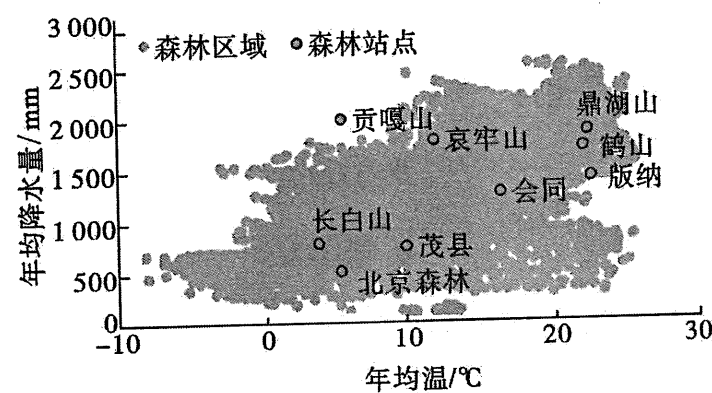 3 000
森林区域 森林站点
2 500
鼎湖山
2 000
贡嘎山
哀牢山
鹤山
1 500
会同
版纳
长白山
1 000
茂县
500
北京森林
0
-10
0
10
20
30
年均降水量/mm
年均温/℃